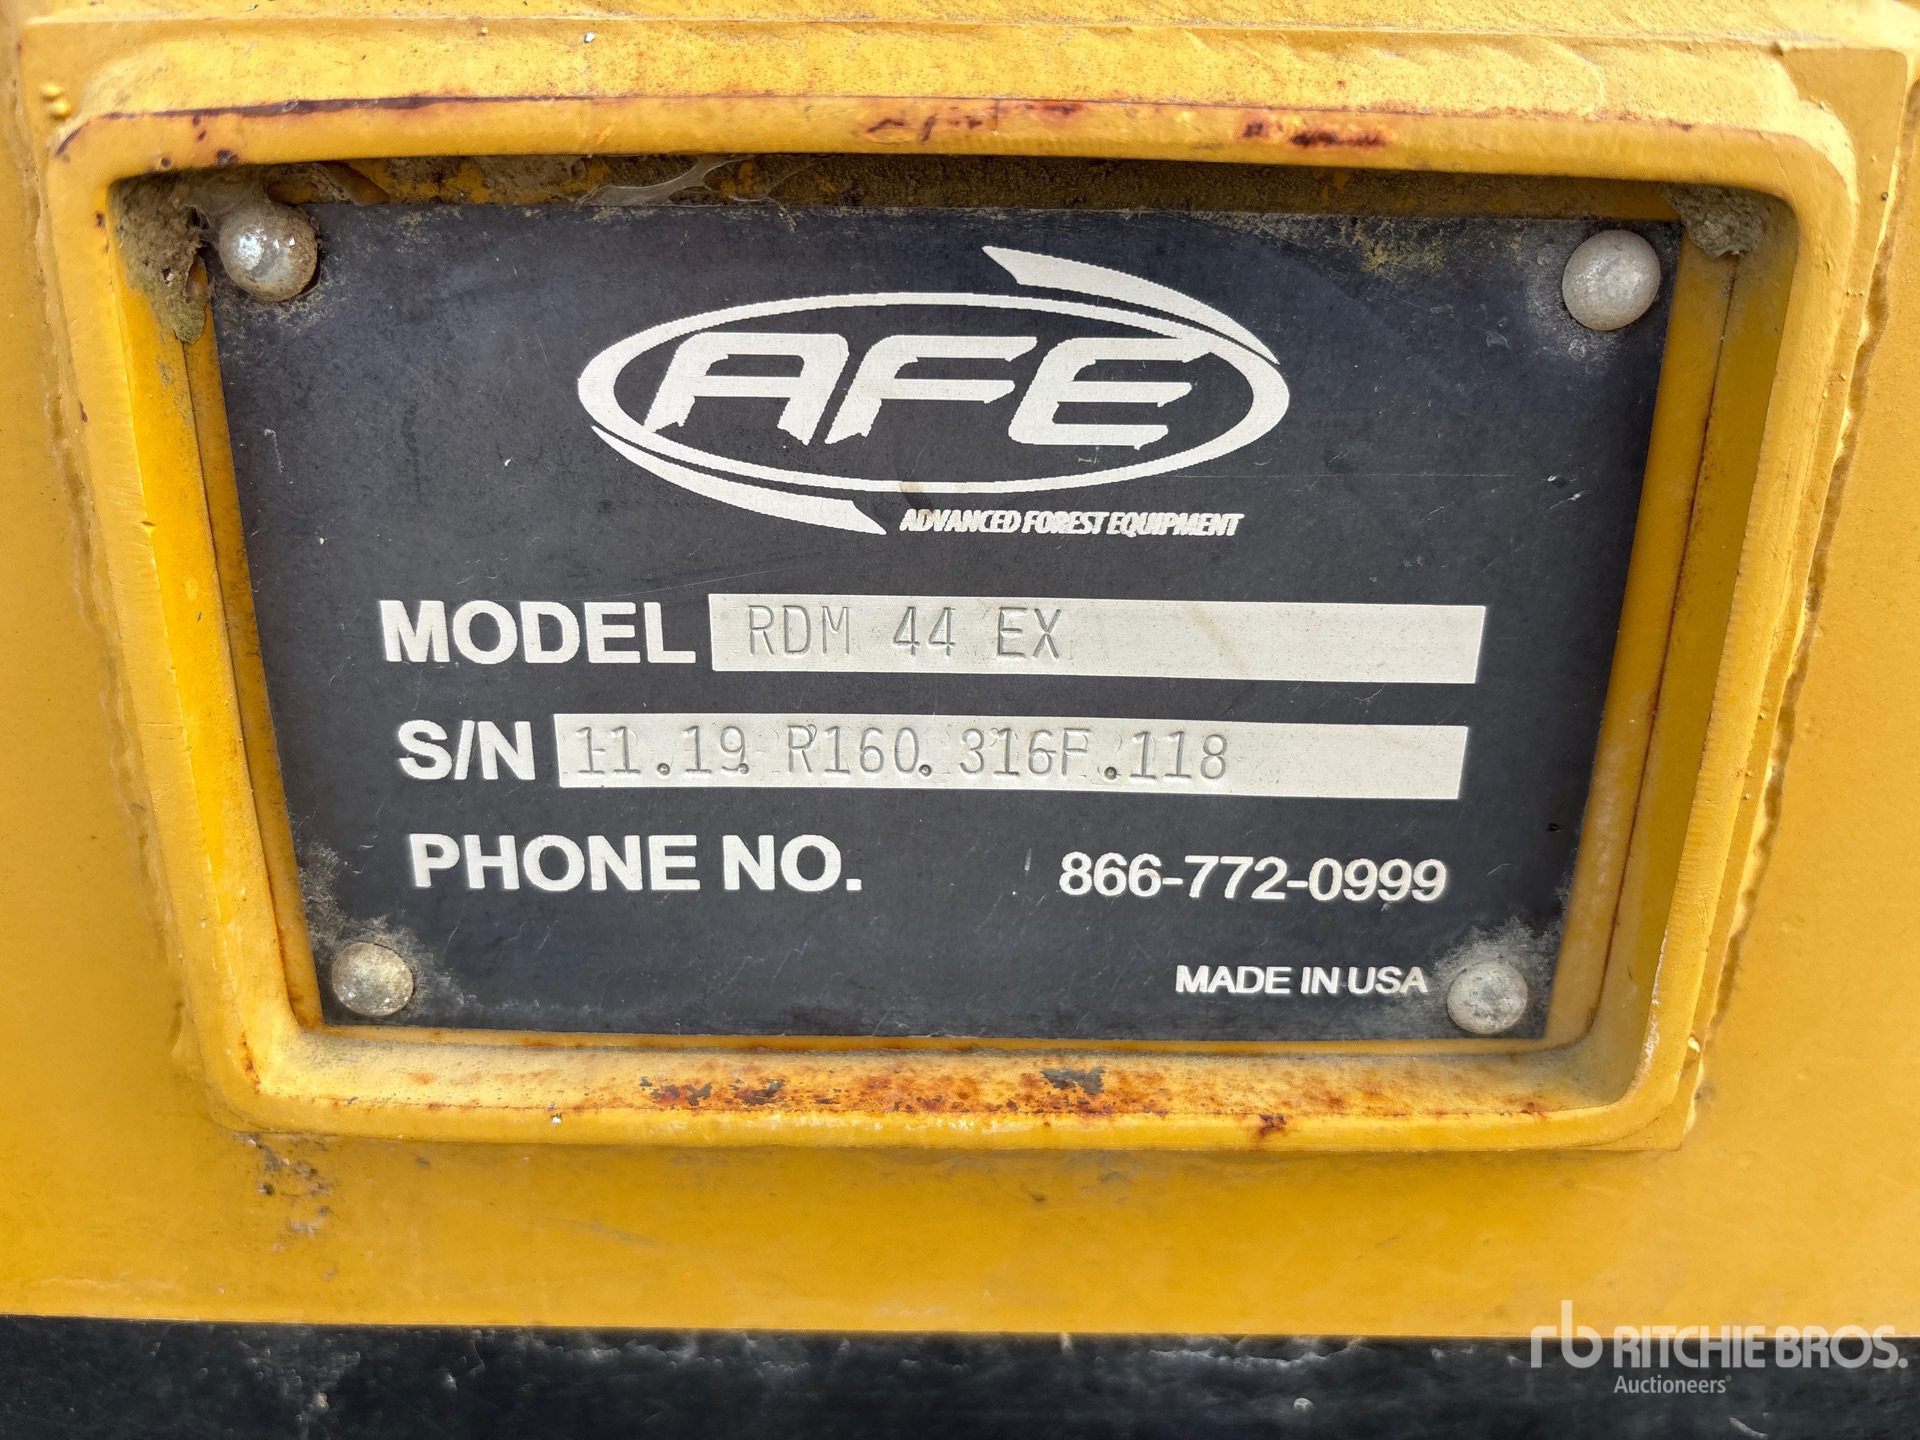 AFE
ADVANCED FOREST EQUIPMENT
MODEL RDM 44 EX
S/N 11.19.R160.316F.118
PHONE NO. 866-772-0999
MADE IN USA
rb RITCHIE BROS.
Auctioneers